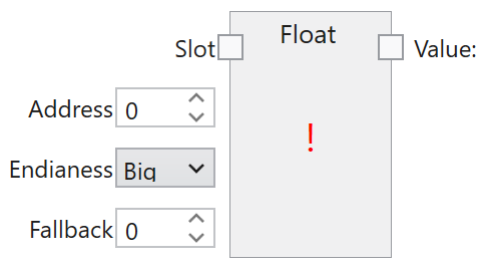 Float
Slot
Value:
Address 0
Endianess Big
Fallback 0
!